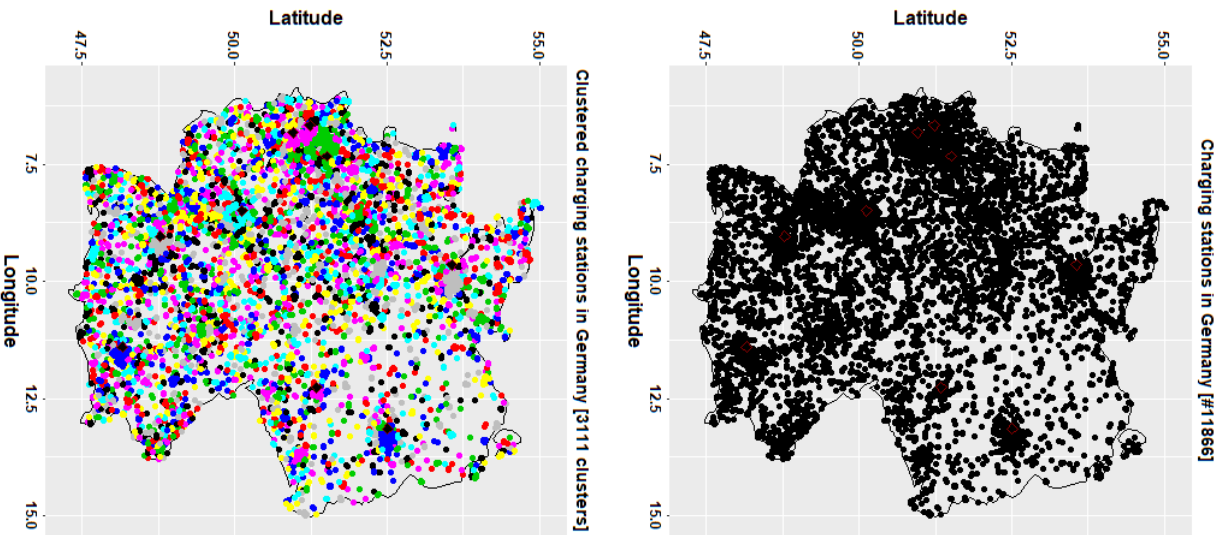 Charging stations in Germany [#11866]
55.0
52.5
50.0
47.5
Latitude
7.5
10.0
12.5
15.0
Longitude
Clustered charging stations in Germany [3111 clusters]
55.0
52.5
50.0
47.5
Latitude
7.5
10.0
12.5
15.0
Longitude